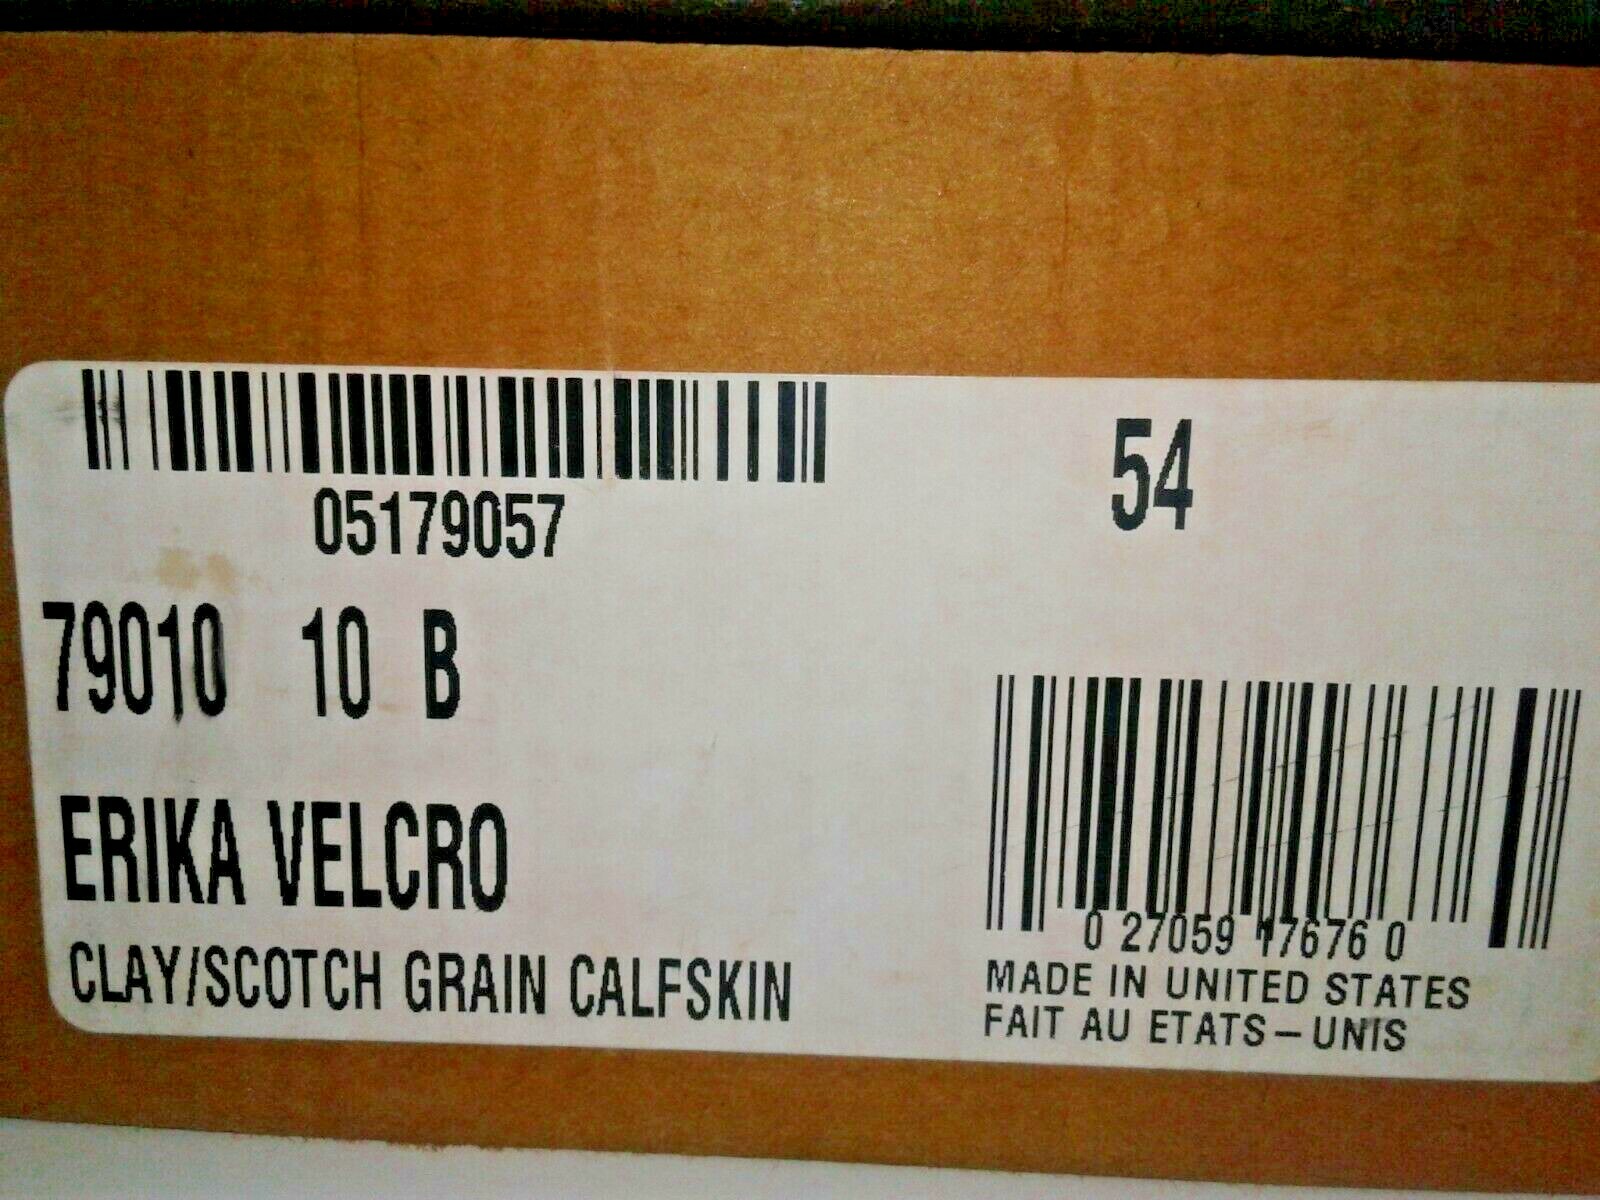 05179057
54
79010 10 B
ERIKA VELCRO
CLAY/SCOTCH GRAIN CALFSKIN
0 27059 17676 0
MADE IN UNITED STATES
FAIT AU ETATS-UNIS